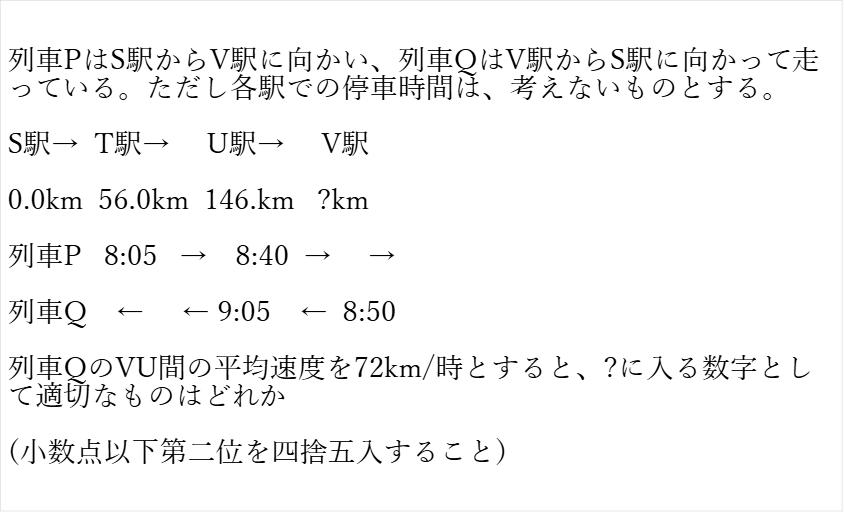 列車PはS駅からV駅に向かい、列車QはV駅からS駅に向かって走
っている。ただし各駅での停車時間は、考えないものとする。
S駅→ T駅→ U駅→ V駅
0.0km 56.0km 146.km ?km
列車P 8:05 → 8:40 → →
列車Q ← ← 9:05 ← 8:50
列車QのVU間の平均速度を72km/時とすると、?に入る数字とし
て適切なものはどれか
(小数点以下第二位を四捨五入すること)